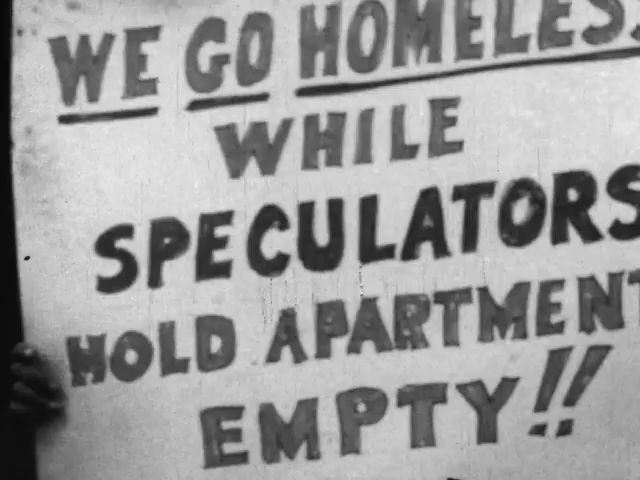 WE GO HOMELESS
WHILE
SPECULATORS
HOLD APARTMENT
EMPTY!!